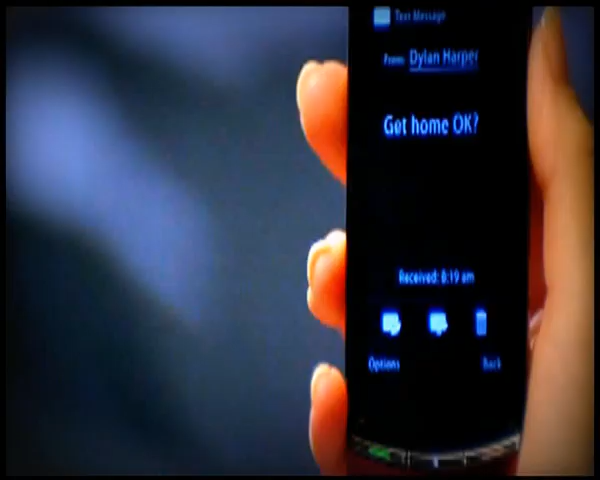 Text Message
From: Dylan Harper
Got home OK?
Received: 8:19 am
Options Back